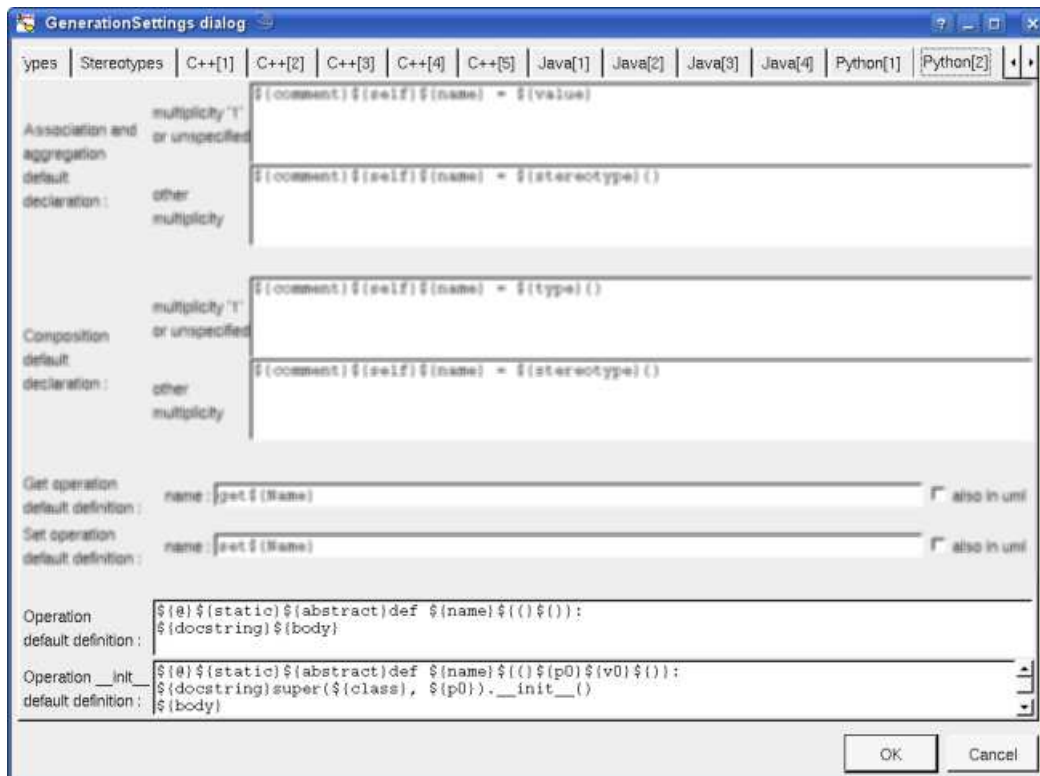 GenerationSettings dialog
ypes Stereotypes C++[1] C++[2] C++[3] C++[4] C++[5] Java[1] Java[2] Java[3] Java[4] Python[1] Python[2]
Association and aggregation default declaration :
multiplicity '1' or unspecified
${comment}${self}${name} = ${value}
other multiplicity
${comment}${self}${name} = ${stereotype}()
Composition default declaration :
multiplicity '1' or unspecified
${comment}${self}${name} = ${type}()
other multiplicity
${comment}${self}${name} = ${stereotype}()
Get operation default definition :
name : get${Name} also in uml
Set operation default definition :
name : set${Name} also in uml
Operation default definition :
${@}${static}${abstract}def ${name}${(}${)}:
${docstring}${body}
Operation __init__ default definition :
${@}${static}${abstract}def ${name}${(}${p0}${v0}${)}:
${docstring}super(${class}, ${p0}).__init__()
${body}
OK Cancel